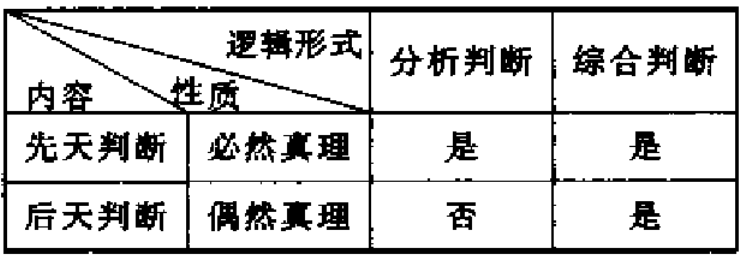 逻辑形式 分析判断 综合判断
内容 性质
先天判断 必然真理 是 是
后天判断 偶然真理 否 是